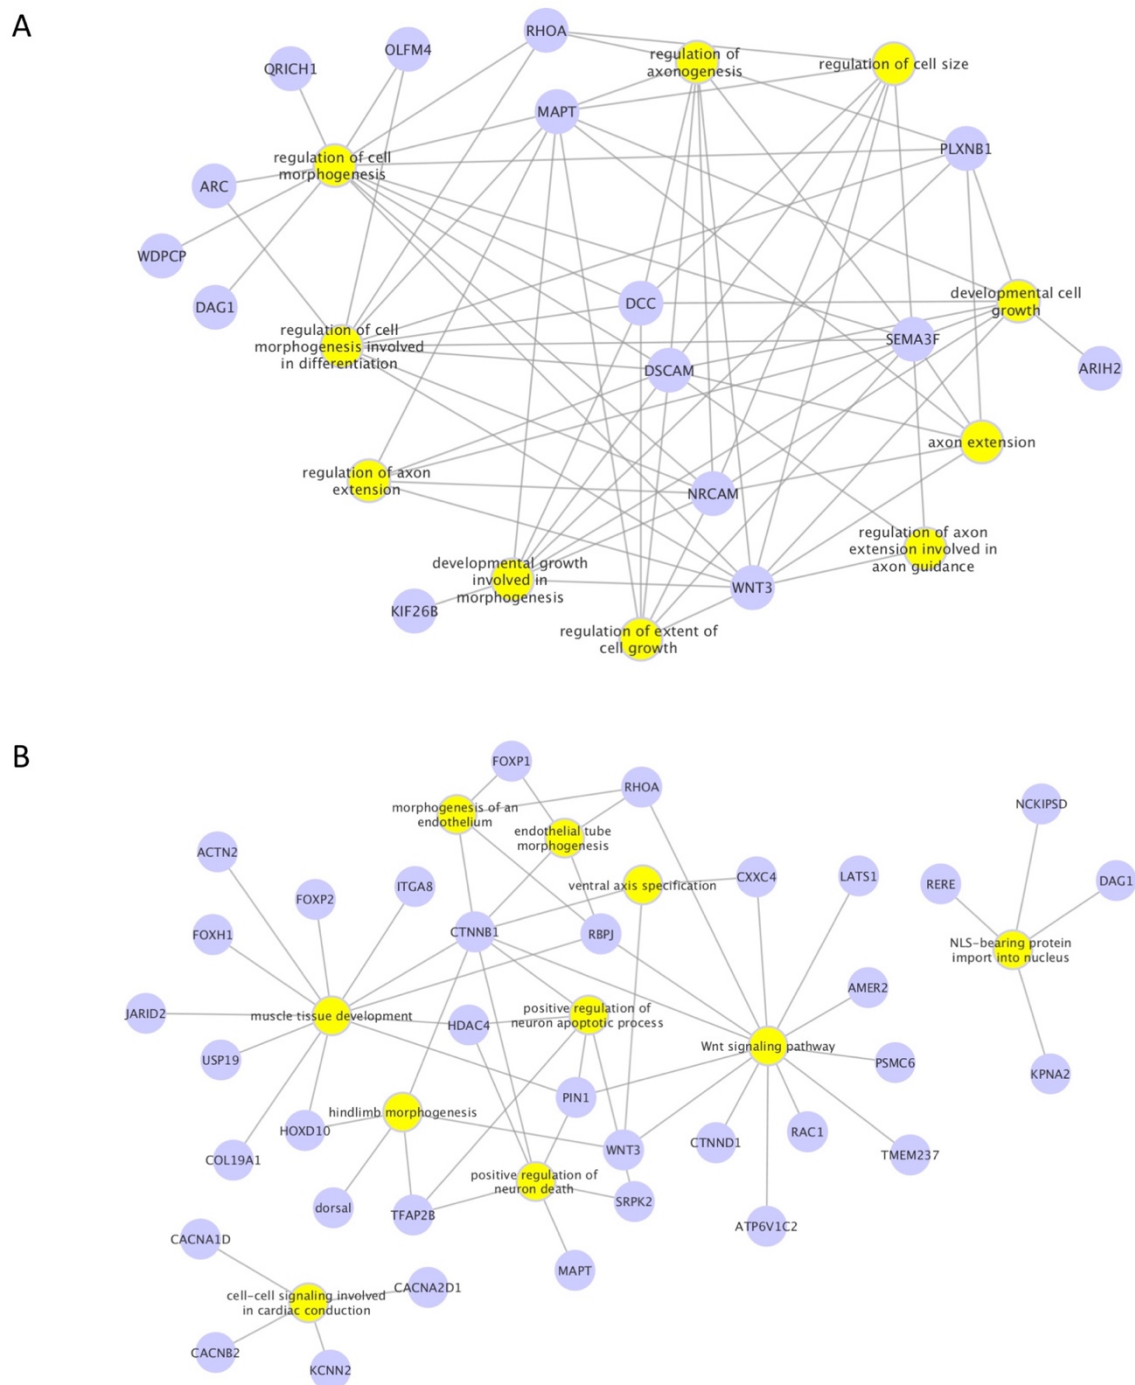 A
RHOA
OLFM4
QRICH1
regulation of
axonogenesis
regulation of cell size
MAPT
PLXNB1
regulation of cell
morphogenesis
ARC
WDPCP
DAG1
DCC
developmental cell
growth
regulation of cell
morphogenesis involved
in differentiation
SEMA3F
DSCAM
ARIH2
axon extension
regulation of axon
extension
NRCAM
regulation of axon
extension involved in
axon guidance
developmental growth
involved in
morphogenesis
WNT3
KIF26B
regulation of extent of
cell growth
B
FOXP1
RHOA
NCKIPSD
morphogenesis of an
endothelium
endothelial tube
morphogenesis
ACTN2
FOXP2
ITGA8
ventral axis specification
CXXC4
LATS1
RERE
DAG1
FOXH1
CTNNB1
RBPJ
NLS-bearing protein
import into nucleus
AMER2
JARID2
muscle tissue development
HDAC4
positive regulation of
neuron apoptotic process
Wnt signaling pathway
USP19
PSMC6
KPNA2
PIN1
hindlimb morphogenesis
HOXD10
RAC1
CTNND1
WNT3
TMEM237
COL19A1
positive regulation of
neuron death
SRPK2
dorsal
TFAP2B
ATP6V1C2
CACNA1D
MAPT
CACNA2D1
cell-cell signaling involved
in cardiac conduction
CACNB2
KCNN2